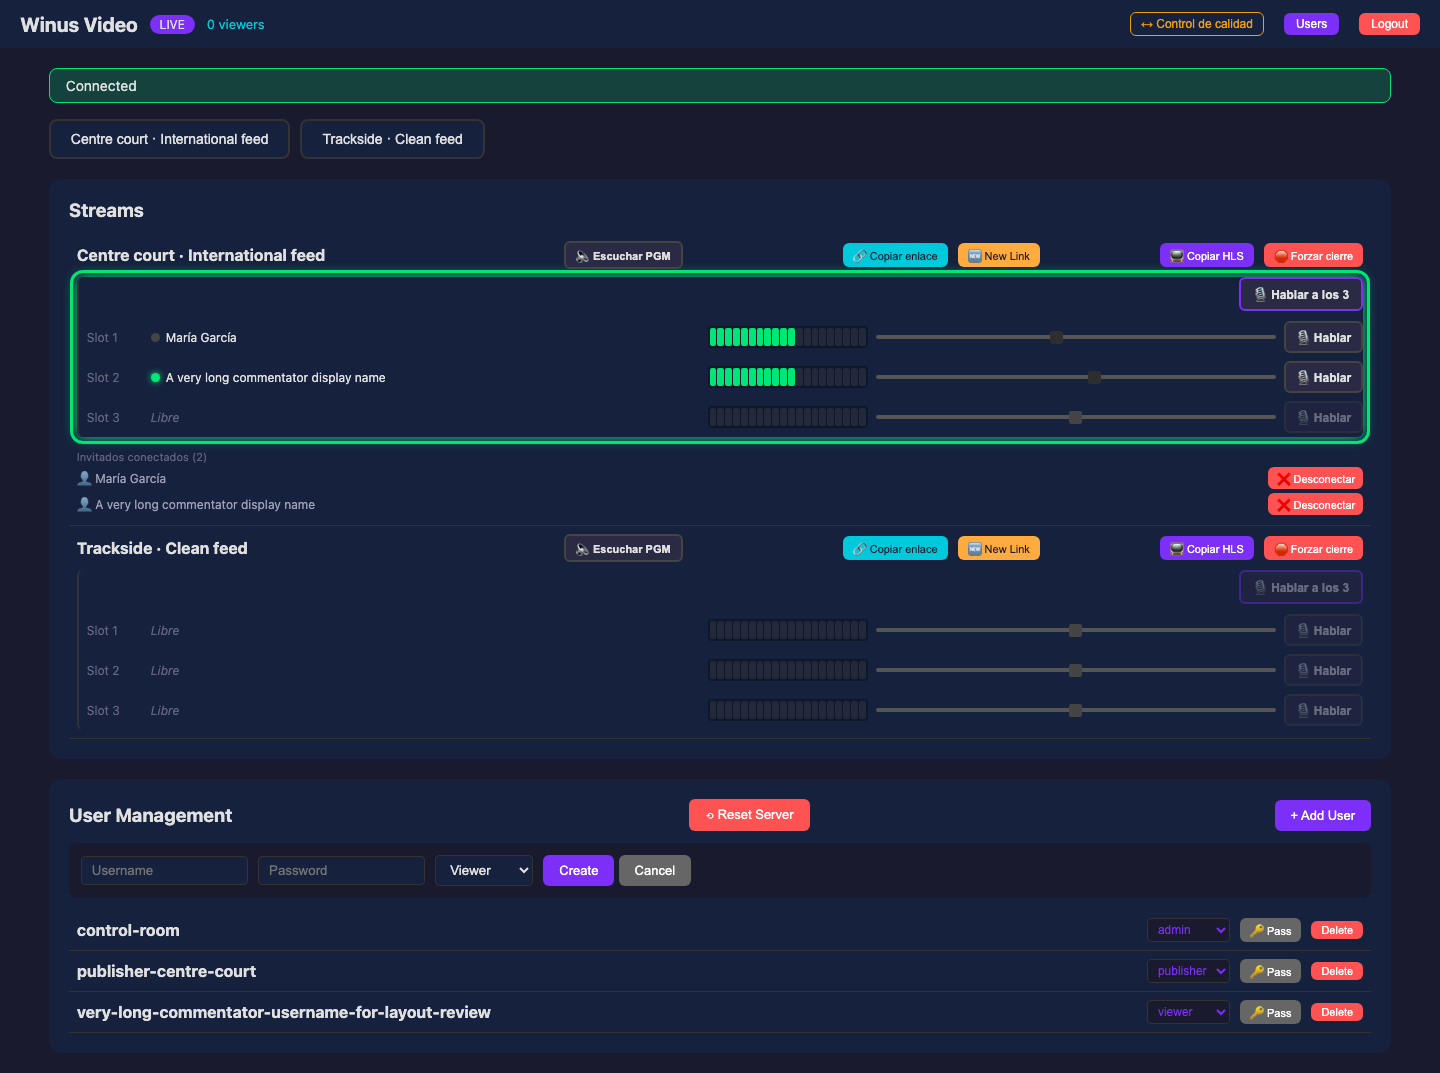 Winus Video LIVE 0 viewers ↔ Control de calidad Users Logout
Connected
Centre court · International feed Trackside · Clean feed
Streams
Centre court · International feed Escuchar PGM Copiar enlace NEW New Link Copiar HLS Forzar cierre
Hablar a los 3
Slot 1 María García Hablar
Slot 2 A very long commentator display name Hablar
Slot 3 Libre Hablar
Invitados conectados (2)
María García Desconectar
A very long commentator display name Desconectar
Trackside · Clean feed Escuchar PGM Copiar enlace NEW New Link Copiar HLS Forzar cierre
Hablar a los 3
Slot 1 Libre Hablar
Slot 2 Libre Hablar
Slot 3 Libre Hablar
User Management Reset Server + Add User
Username Password Viewer Create Cancel
control-room admin Pass Delete
publisher-centre-court publisher Pass Delete
very-long-commentator-username-for-layout-review viewer Pass Delete